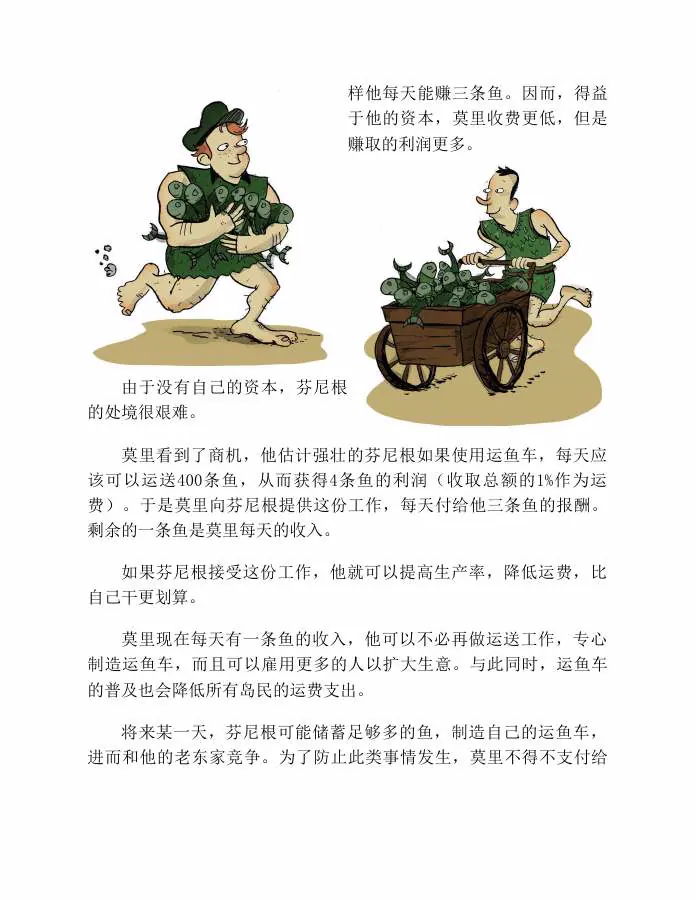 样他每天能赚三条鱼。因而，得益
于他的资本，莫里收费更低，但是
赚取的利润更多。
由于没有自己的资本，芬尼根
的处境很艰难。
莫里看到了商机，他估计强壮的芬尼根如果使用运鱼车，每天应
该可以运送400条鱼，从而获得4条鱼的利润（收取总额的1%作为运
费）。于是莫里向芬尼根提供这份工作，每天付给他三条鱼的报酬。
剩余的一条鱼是莫里每天的收入。
如果芬尼根接受这份工作，他就可以提高生产率，降低运费，比
自己干更划算。
莫里现在每天有一条鱼的收入，他可以不必再做运送工作，专心
制造运鱼车，而且可以雇用更多的人以扩大生意。与此同时，运鱼车
的普及也会降低所有岛民的运费支出。
将来某一天，芬尼根可能储蓄足够多的鱼，制造自己的运鱼车，
进而和他的老东家竞争。为了防止此类事情发生，莫里不得不支付给